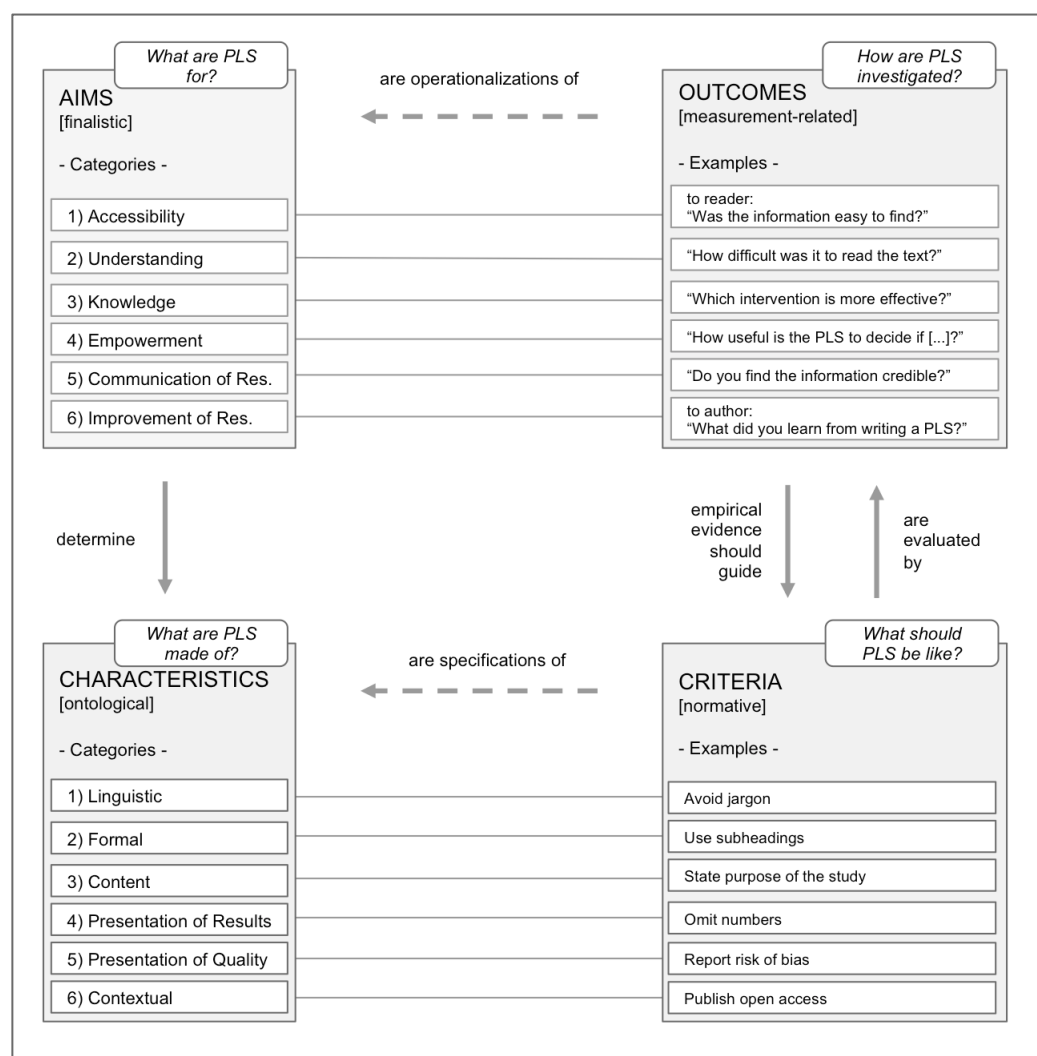 What are PLS
for?
AIMS
[finalistic]
- Categories -
1) Accessibility
2) Understanding
3) Knowledge
4) Empowerment
5) Communication of Res.
6) Improvement of Res.
are operationalizations of
How are PLS
investigated?
OUTCOMES
[measurement-related]
- Examples -
to reader:
“Was the information easy to find?”
“How difficult was it to read the text?”
“Which intervention is more effective?”
“How useful is the PLS to decide if [...]?”
“Do you find the information credible?”
to author:
“What did you learn from writing a PLS?”
determine
empirical
evidence
should
guide
are
evaluated
by
What are PLS
made of?
CHARACTERISTICS
[ontological]
- Categories -
1) Linguistic
2) Formal
3) Content
4) Presentation of Results
5) Presentation of Quality
6) Contextual
are specifications of
What should
PLS be like?
CRITERIA
[normative]
- Examples -
Avoid jargon
Use subheadings
State purpose of the study
Omit numbers
Report risk of bias
Publish open access